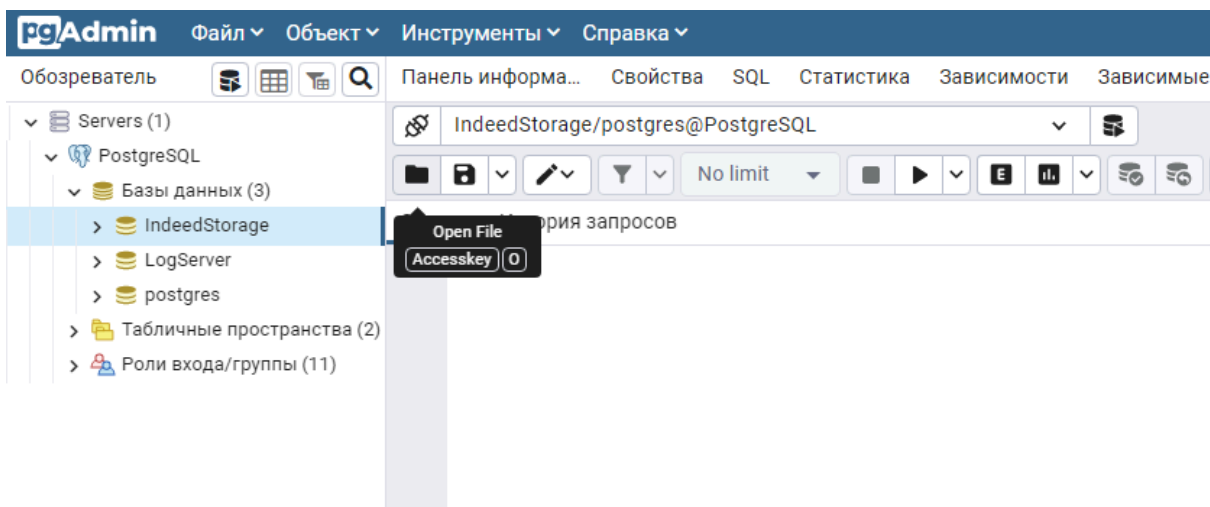 pgAdmin Файл Объект Инструменты Справка
Обозреватель
Панель информа... Свойства SQL Статистика Зависимости Зависимые
Servers (1)
PostgreSQL
Базы данных (3)
IndeedStorage
LogServer
postgres
Табличные пространства (2)
Роли входа/группы (11)
IndeedStorage/postgres@PostgreSQL
No limit
E
запросов
Open File
Accesskey O